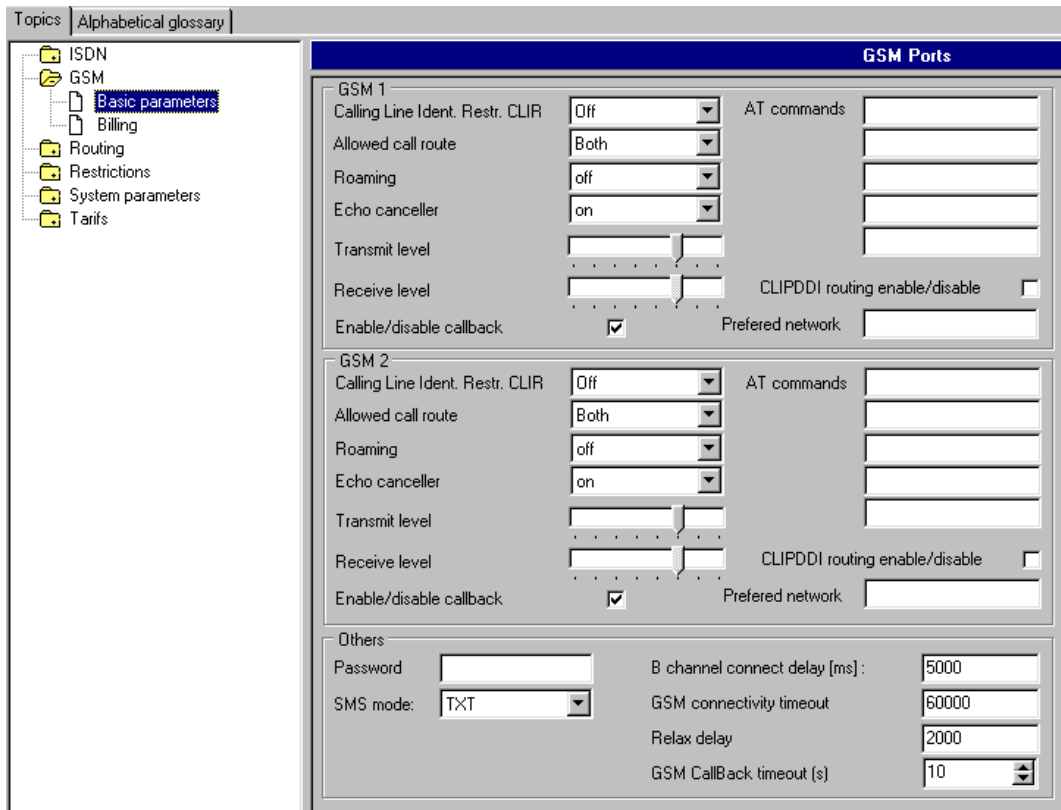 Topics
Alphabetical glossary
ISDN
GSM
Basic parameters
Billing
Routing
Restrictions
System parameters
Tarifs
GSM Ports
GSM 1
Calling Line Ident. Restr. CLIR Off AT commands
Allowed call route Both
Roaming off
Echo canceller on
Transmit level
Receive level CLIPDDI routing enable/disable
Enable/disable callback Prefered network
GSM 2
Calling Line Ident. Restr. CLIR Off AT commands
Allowed call route Both
Roaming off
Echo canceller on
Transmit level
Receive level CLIPDDI routing enable/disable
Enable/disable callback Prefered network
Others
Password B channel connect delay [ms] : 5000
SMS mode: TXT GSM connectivity timeout 60000
Relax delay 2000
GSM CallBack timeout (s) 10